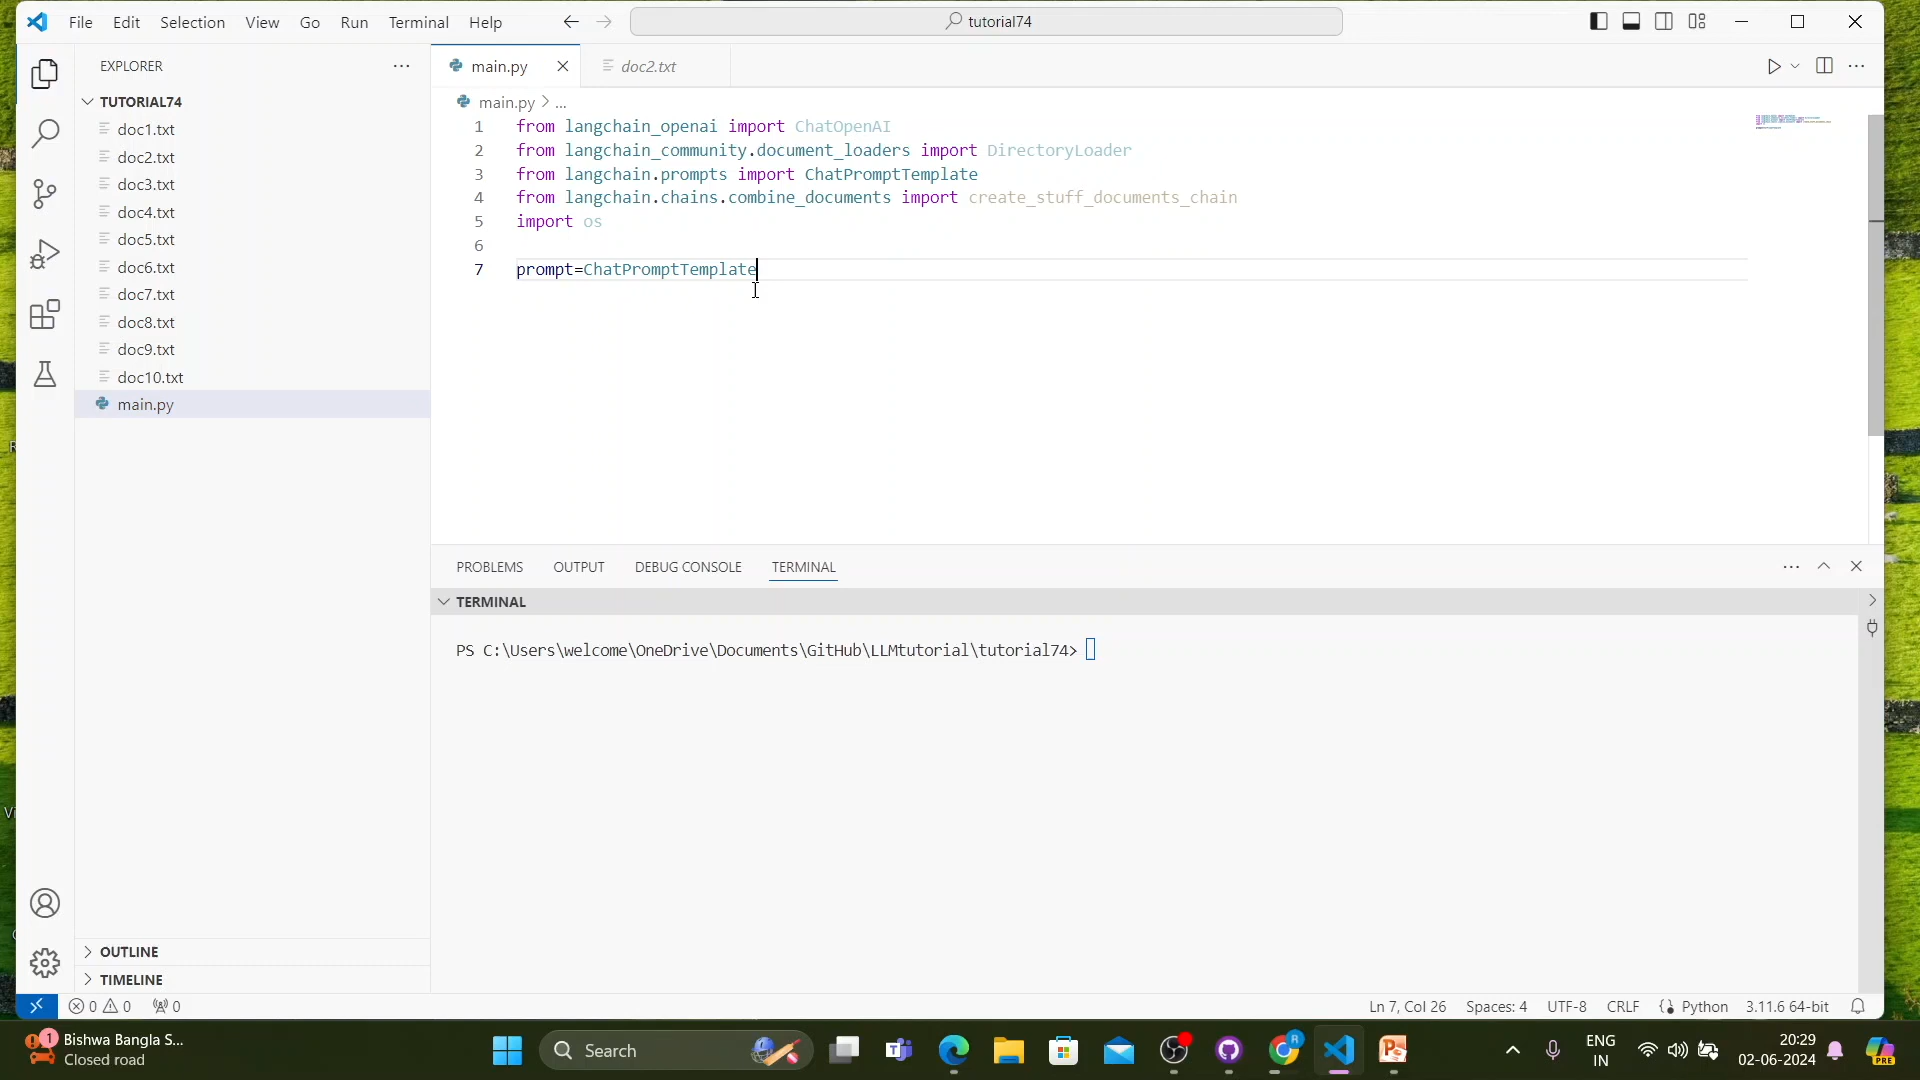 File Edit Selection View Go Run Terminal Help
tutorial74
EXPLORER
TUTORIAL74
doc1.txt
doc2.txt
doc3.txt
doc4.txt
doc5.txt
doc6.txt
doc7.txt
doc8.txt
doc9.txt
doc10.txt
main.py
OUTLINE
TIMELINE
main.py
doc2.txt
main.py > ...
1 from langchain_openai import ChatOpenAI
2 from langchain_community.document_loaders import DirectoryLoader
3 from langchain.prompts import ChatPromptTemplate
4 from langchain.chains.combine_documents import create_stuff_documents_chain
5 import os
6
7 prompt=ChatPromptTemplate
PROBLEMS OUTPUT DEBUG CONSOLE TERMINAL
TERMINAL
PS C:\Users\welcome\OneDrive\Documents\GitHub\LLMtutorial\tutorial74>
0 0 0
Ln 7, Col 26 Spaces: 4 UTF-8 CRLF Python 3.11.6 64-bit
1
Bishwa Bangla S...
Closed road
Search
R
ENG
IN
20:29
02-06-2024
PRE